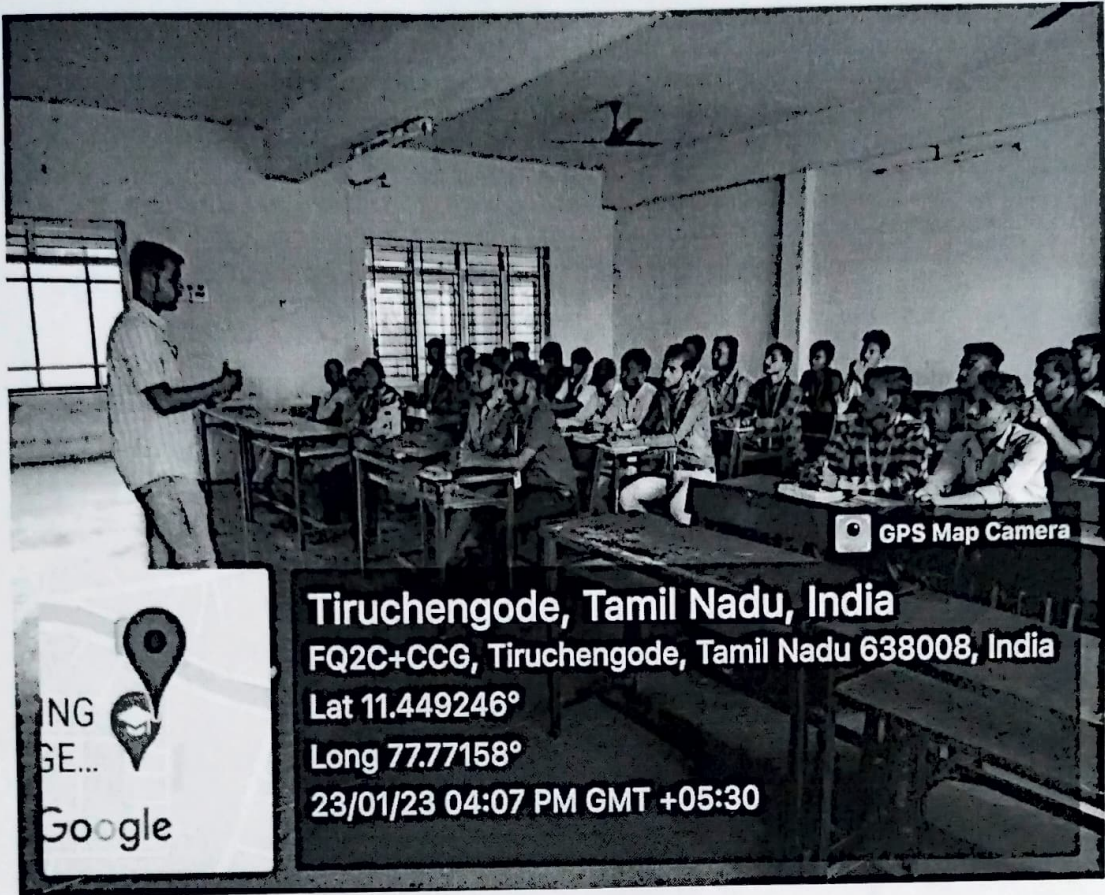 GPS Map Camera
Tiruchengode, Tamil Nadu, India
FQ2C+CCG, Tiruchengode, Tamil Nadu 638008, India
Lat 11.449246°
Long 77.77158°
23/01/23 04:07 PM GMT +05:30
ING
GE...
Google